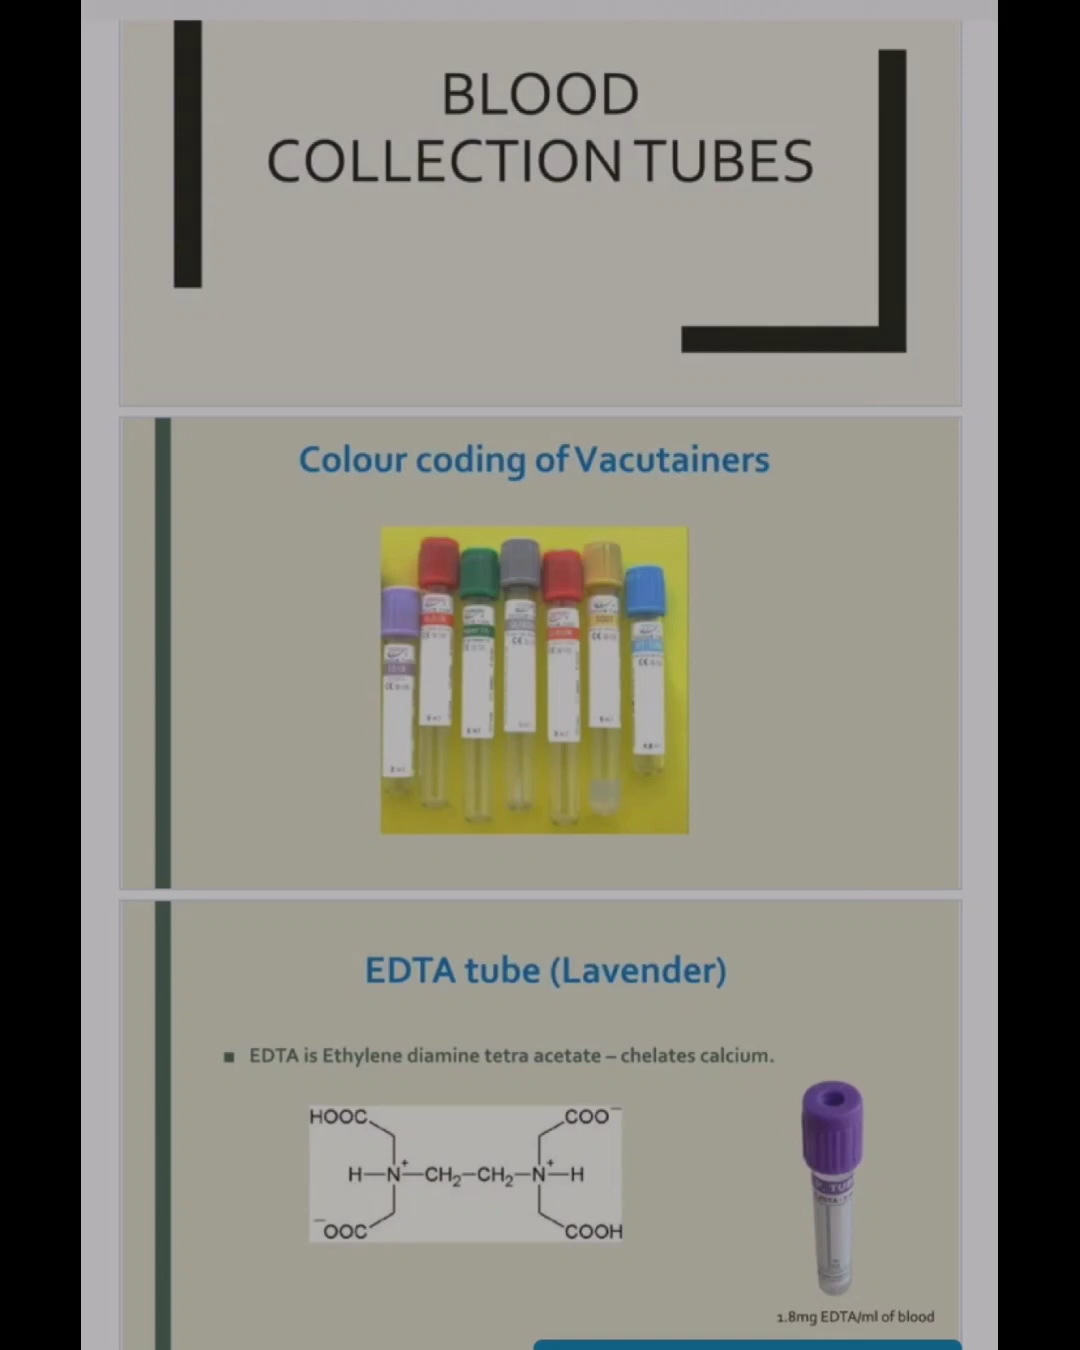 BLOOD
COLLECTION TUBES
Colour coding of Vacutainers
EDTA tube (Lavender)
▪ EDTA is Ethylene diamine tetra acetate – chelates calcium.
HOOC COO⁻
H—N⁺—CH₂—CH₂—N⁺—H
⁻OOC COOH
1.8mg EDTA/ml of blood